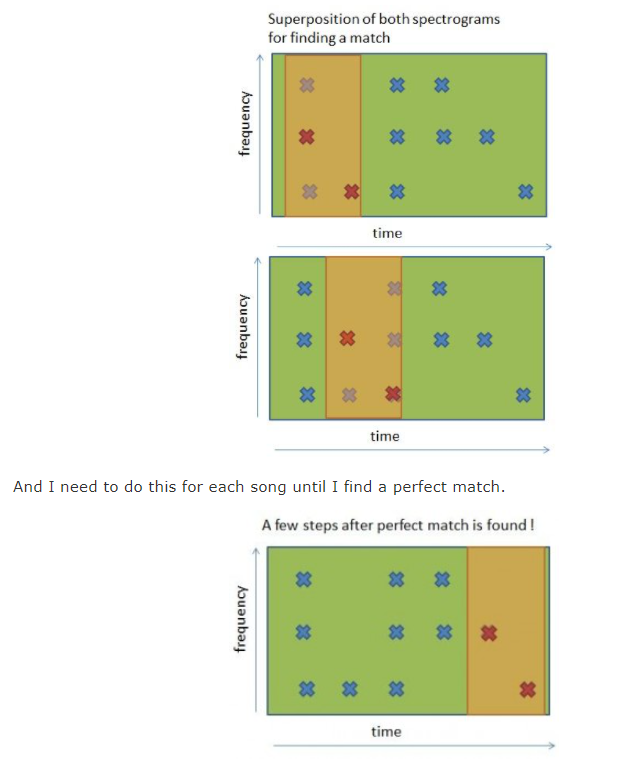 Superposition of both spectrograms
for finding a match
frequency
time
frequency
time
And I need to do this for each song until I find a perfect match.
A few steps after perfect match is found !
frequency
time